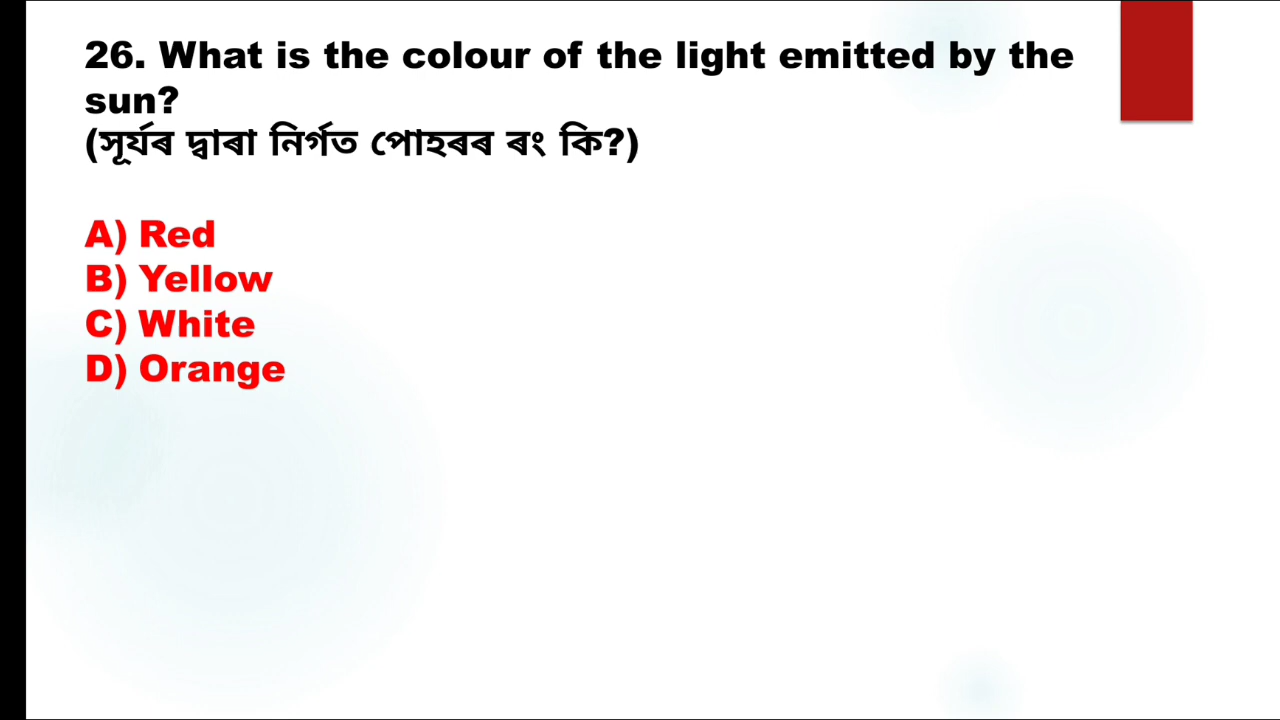 26. What is the colour of the light emitted by the
sun?
(সূৰ্যৰ দ্বাৰা নিৰ্গত পোহৰৰ ৰং কি?)
A) Red
B) Yellow
C) White
D) Orange